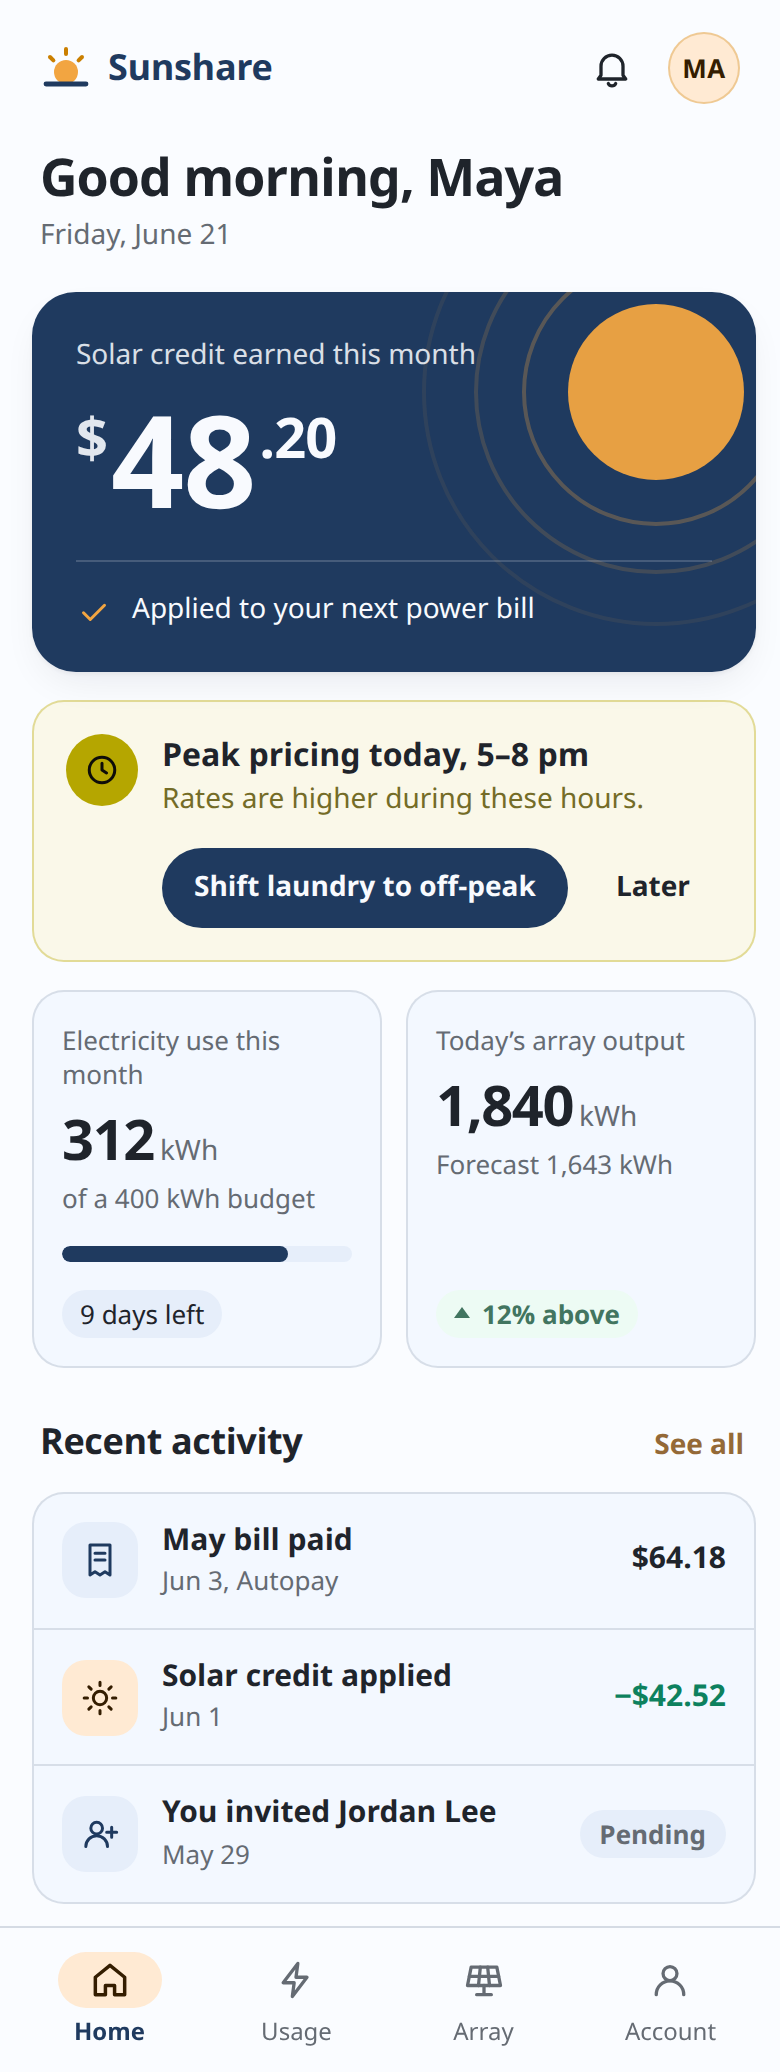 Sunshare
MA
Good morning, Maya
Friday, June 21
Solar credit earned this month
$48.20
Applied to your next power bill
Peak pricing today, 5–8 pm
Rates are higher during these hours.
Shift laundry to off-peak
Later
Electricity use this
month
312 kWh
of a 400 kWh budget
9 days left
Today’s array output
1,840 kWh
Forecast 1,643 kWh
12% above
Recent activity
See all
May bill paid
$64.18
Jun 3, Autopay
Solar credit applied
−$42.52
Jun 1
You invited Jordan Lee
Pending
May 29
Home
Usage
Array
Account